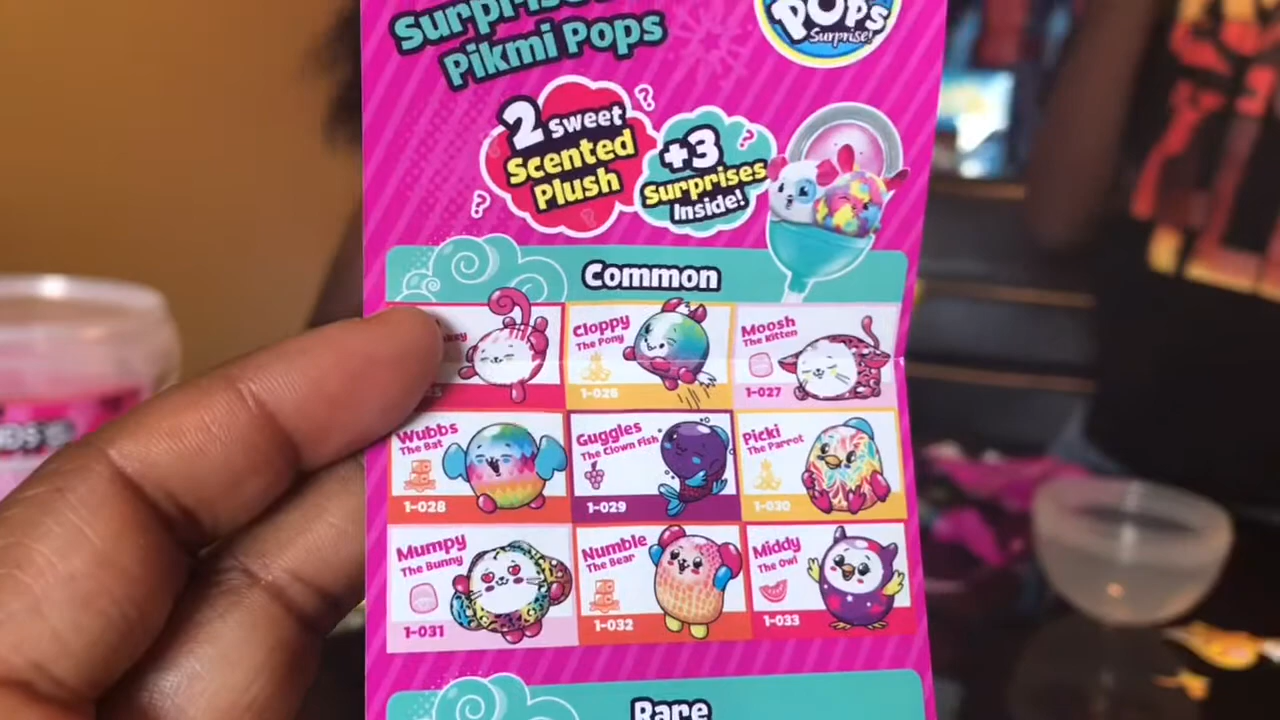 Surprise
Pikmi Pops
POPS
Surprise!
2 Sweet
Scented
Plush
+3
Surprises
Inside!
Common
Cloppy
The Pony
1-026
Moosh
The Kitten
1-027
Wubbs
The Bat
1-028
Guggles
The Clown Fish
1-029
Picki
The Parrot
1-030
Mumpy
The Bunny
1-031
Numble
The Bear
1-032
Middy
The Owl
1-033
Rare